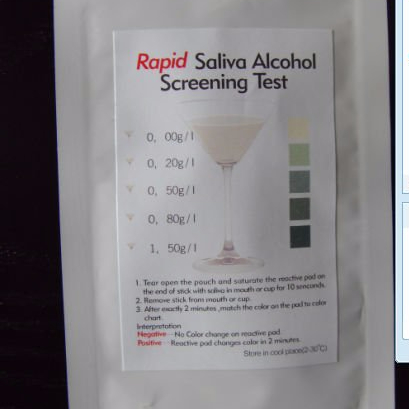 Rapid Saliva Alcohol
Screening Test
0, 00g/l
0, 20g/l
0, 50g/l
0, 80g/l
1, 50g/l
1. Tear open the pouch and saturate the reactive pad on
the end of stick with saliva in mouth or cup for 10 senconds.
2. Remove stick from mouth or cup
3. After exactly 2 minutes ,match the color on the pad to color
chart.
Iterpretation
Negative -- No Color change on reactive pad.
Positive -- Reactive pad changes color in 2 minutes.
Store in cool place(2-30℃)